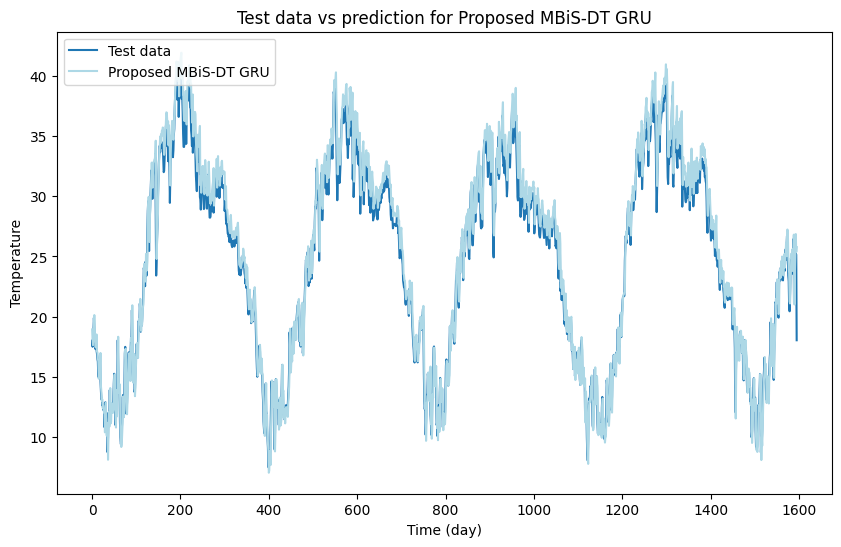 Test data vs prediction for Proposed MBiS-DT GRU
Test data
Proposed MBiS-DT GRU
Temperature
40
35
30
25
20
15
10
0 200 400 600 800 1000 1200 1400 1600
Time (day)